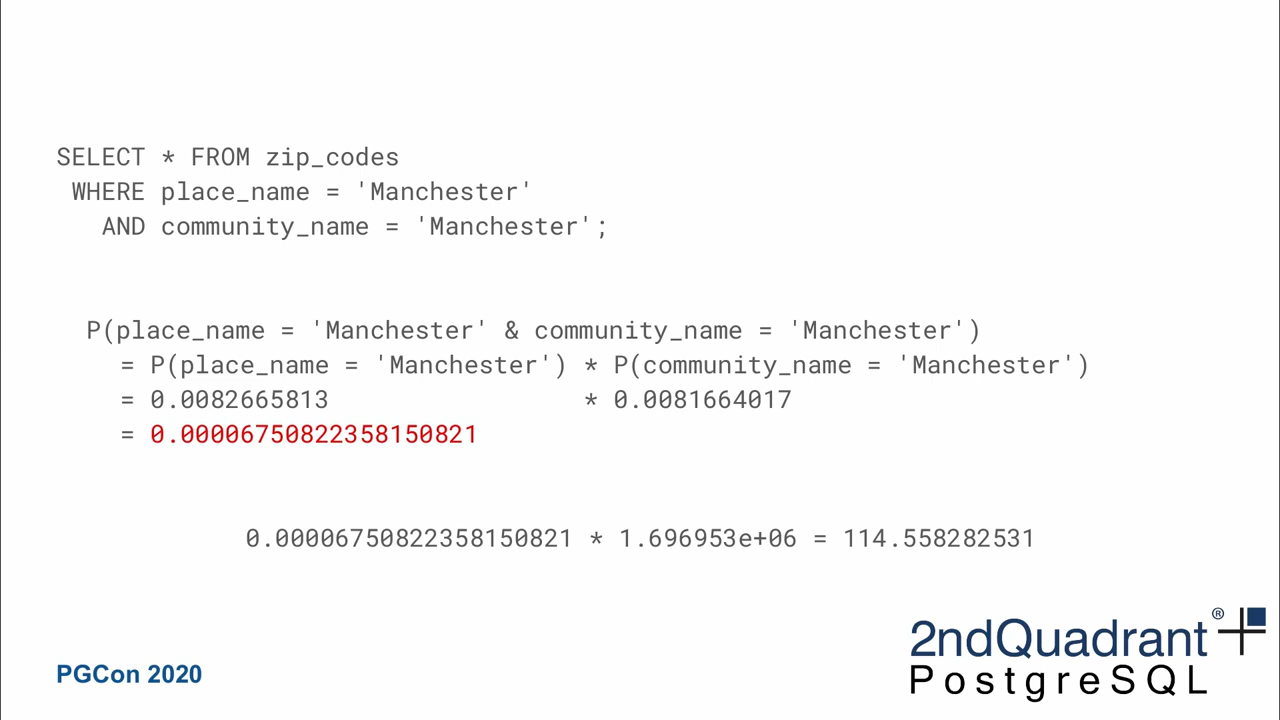 SELECT * FROM zip_codes
WHERE place_name = 'Manchester'
AND community_name = 'Manchester';
P(place_name = 'Manchester' & community_name = 'Manchester')
= P(place_name = 'Manchester') * P(community_name = 'Manchester')
= 0.0082665813 * 0.0081664017
= 0.00006750822358150821
0.00006750822358150821 * 1.696953e+06 = 114.558282531
2ndQuadrant®
PostgreSQL
PGCon 2020